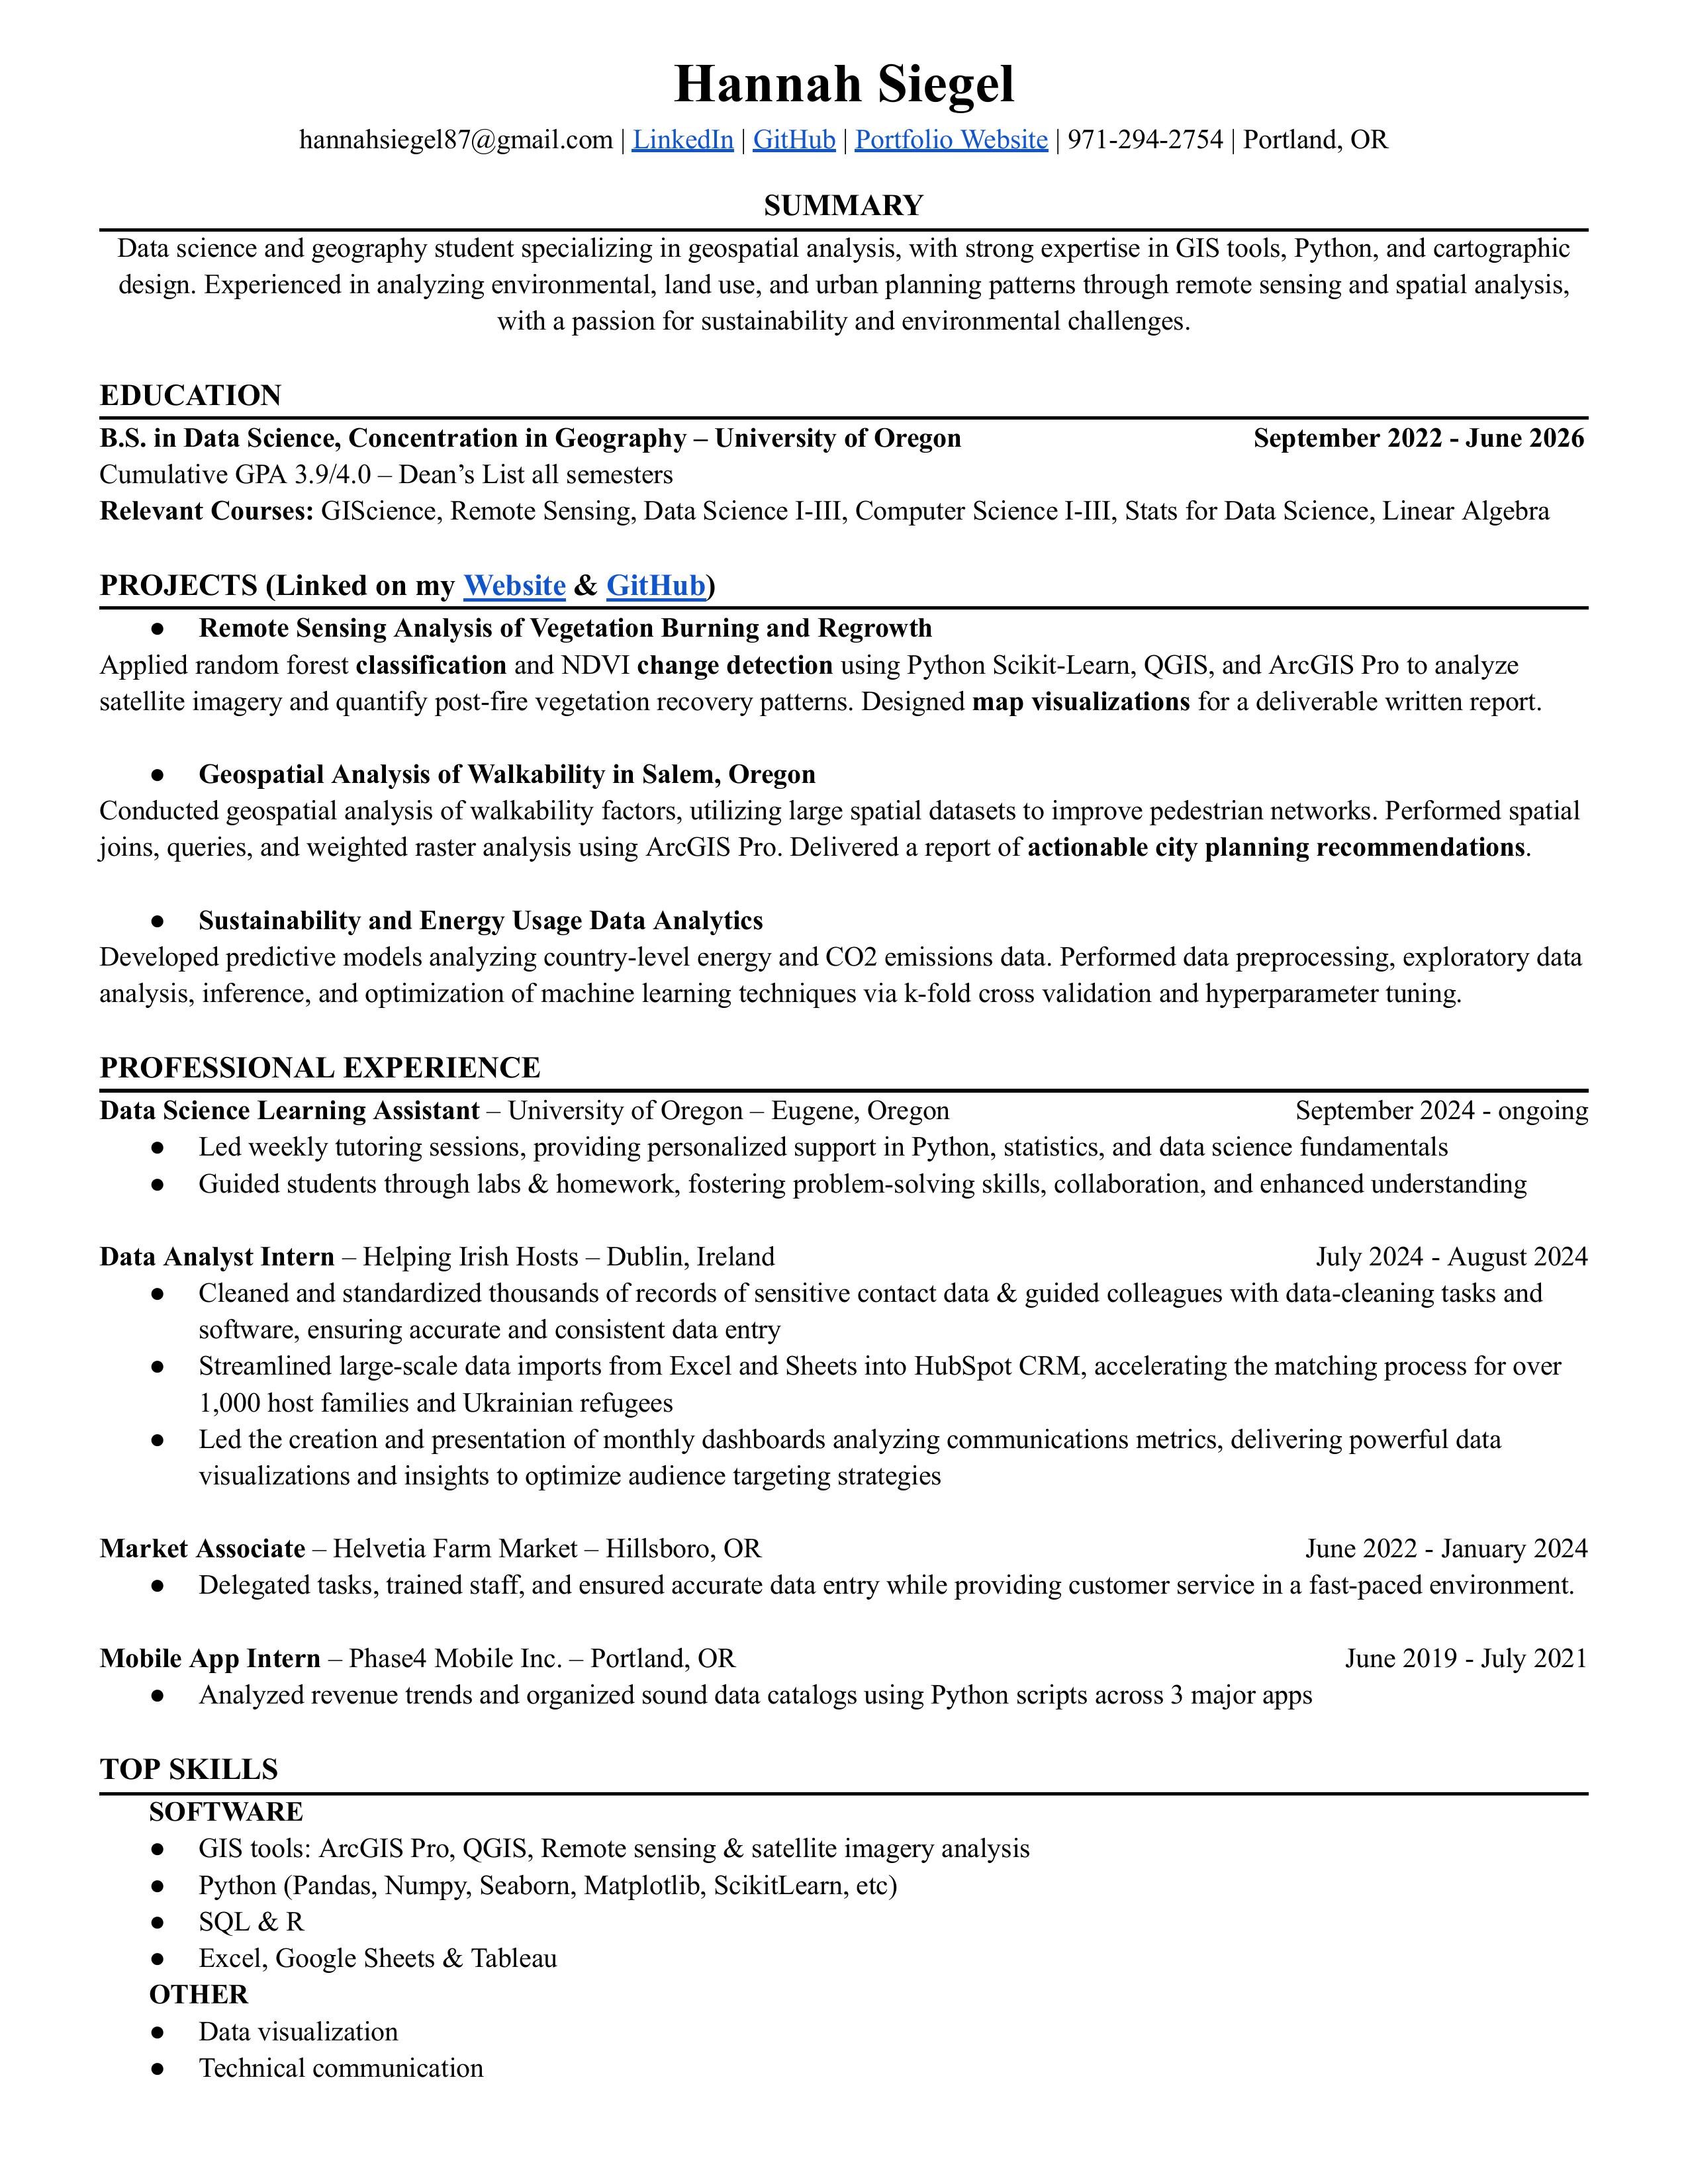 Hannah Siegel
hannahsiegel87@gmail.com | LinkedIn | GitHub | Portfolio Website | 971-294-2754 | Portland, OR
SUMMARY
Data science and geography student specializing in geospatial analysis, with strong expertise in GIS tools, Python, and cartographic
design. Experienced in analyzing environmental, land use, and urban planning patterns through remote sensing and spatial analysis,
with a passion for sustainability and environmental challenges.
EDUCATION
B.S. in Data Science, Concentration in Geography – University of Oregon September 2022 - June 2026
Cumulative GPA 3.9/4.0 – Dean’s List all semesters
Relevant Courses: GIScience, Remote Sensing, Data Science I-III, Computer Science I-III, Stats for Data Science, Linear Algebra
PROJECTS (Linked on my Website & GitHub)
● Remote Sensing Analysis of Vegetation Burning and Regrowth
Applied random forest classification and NDVI change detection using Python Scikit-Learn, QGIS, and ArcGIS Pro to analyze
satellite imagery and quantify post-fire vegetation recovery patterns. Designed map visualizations for a deliverable written report.
● Geospatial Analysis of Walkability in Salem, Oregon
Conducted geospatial analysis of walkability factors, utilizing large spatial datasets to improve pedestrian networks. Performed spatial
joins, queries, and weighted raster analysis using ArcGIS Pro. Delivered a report of actionable city planning recommendations.
● Sustainability and Energy Usage Data Analytics
Developed predictive models analyzing country-level energy and CO2 emissions data. Performed data preprocessing, exploratory data
analysis, inference, and optimization of machine learning techniques via k-fold cross validation and hyperparameter tuning.
PROFESSIONAL EXPERIENCE
Data Science Learning Assistant – University of Oregon – Eugene, Oregon September 2024 - ongoing
● Led weekly tutoring sessions, providing personalized support in Python, statistics, and data science fundamentals
● Guided students through labs & homework, fostering problem-solving skills, collaboration, and enhanced understanding
Data Analyst Intern – Helping Irish Hosts – Dublin, Ireland July 2024 - August 2024
● Cleaned and standardized thousands of records of sensitive contact data & guided colleagues with data-cleaning tasks and
software, ensuring accurate and consistent data entry
● Streamlined large-scale data imports from Excel and Sheets into HubSpot CRM, accelerating the matching process for over
1,000 host families and Ukrainian refugees
● Led the creation and presentation of monthly dashboards analyzing communications metrics, delivering powerful data
visualizations and insights to optimize audience targeting strategies
Market Associate – Helvetia Farm Market – Hillsboro, OR June 2022 - January 2024
● Delegated tasks, trained staff, and ensured accurate data entry while providing customer service in a fast-paced environment.
Mobile App Intern – Phase4 Mobile Inc. – Portland, OR June 2019 - July 2021
● Analyzed revenue trends and organized sound data catalogs using Python scripts across 3 major apps
TOP SKILLS
SOFTWARE
● GIS tools: ArcGIS Pro, QGIS, Remote sensing & satellite imagery analysis
● Python (Pandas, Numpy, Seaborn, Matplotlib, ScikitLearn, etc)
● SQL & R
● Excel, Google Sheets & Tableau
OTHER
● Data visualization
● Technical communication